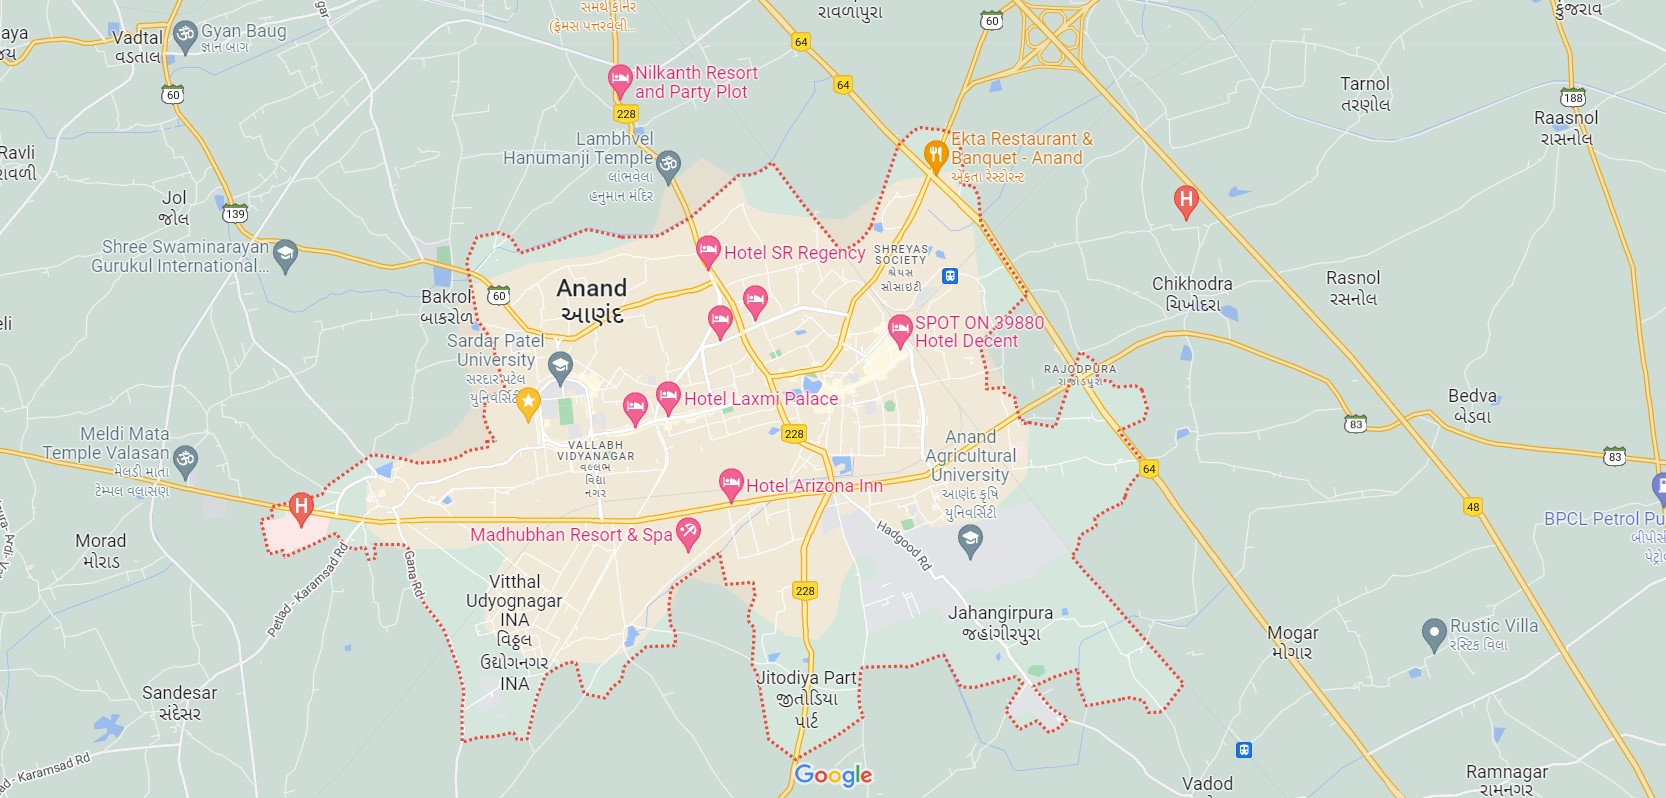 સમર્થ કોર્નર
(ફેમસ પત્તરવેલી...
રાવળાપુરા
કુંજરાવ
Vadtal
વડતાલ
Gyan Baug
જ્ઞાન બાગ
60
64
60
Nilkanth Resort
and Party Plot
64
Tarnol
તરણોલ
188
Raasnol
રાસનોલ
228
Lambhvel
Hanumanji Temple
લાંભવેલા
હનુમાન મંદિર
Ekta Restaurant &
Banquet - Anand
એકતા રેસ્ટોરન્ટ
Ravli
રાવળી
Jol
જોલ
139
H
Shree Swaminarayan
Gurukul International...
Hotel SR Regency
SHREYAS
SOCIETY
શ્રેયસ
સોસાઇટી
Chikhodra
ચિખોદરા
Rasnol
રસનોલ
Bakrol
બાકરોળ
60
Anand
આણંદ
SPOT ON 39880
Hotel Decent
Sardar Patel
University
સરદાર પટેલ
યુનિવર્સિટી
RAJODPURA
રાજોડપુરા
Hotel Laxmi Palace
Bedva
બેડવા
83
83
228
Meldi Mata
Temple Valasan
મેલડી માતા
ટેમ્પલ વલાસણ
VALLABH
VIDYANAGAR
વલ્લભ
વિદ્યા
નગર
Anand
Agricultural
University
આણંદ કૃષિ
યુનિવર્સિટી
64
Hotel Arizona Inn
48
H
Madhubhan Resort & Spa
Hadgood Rd
BPCL Petrol Pu
Morad
મોરાડ
Petlad - Karamsad Rd
Gana Rd
Vitthal
Udyognagar
INA
વિઠ્ઠલ
ઉદ્યોગનગર
INA
228
Jahangirpura
જહાંગીરપુરા
Mogar
મોગાર
Rustic Villa
રસ્ટિક વિલા
Sandesar
સંદેસર
Jitodiya Part
જીતોડિયા
પાર્ટ
ad - Karamsad Rd
Google
Vadod
Ramnagar
રામનગર